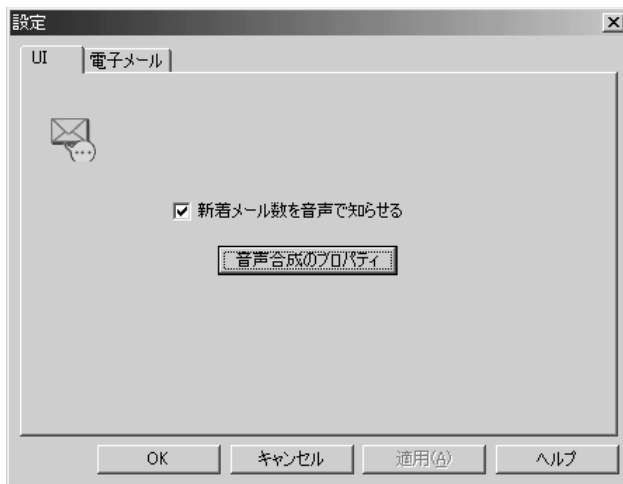 設定
UI
電子メール
新着メール数を音声で知らせる
音声合成のプロパティ
OK
キャンセル
適用(A)
ヘルプ